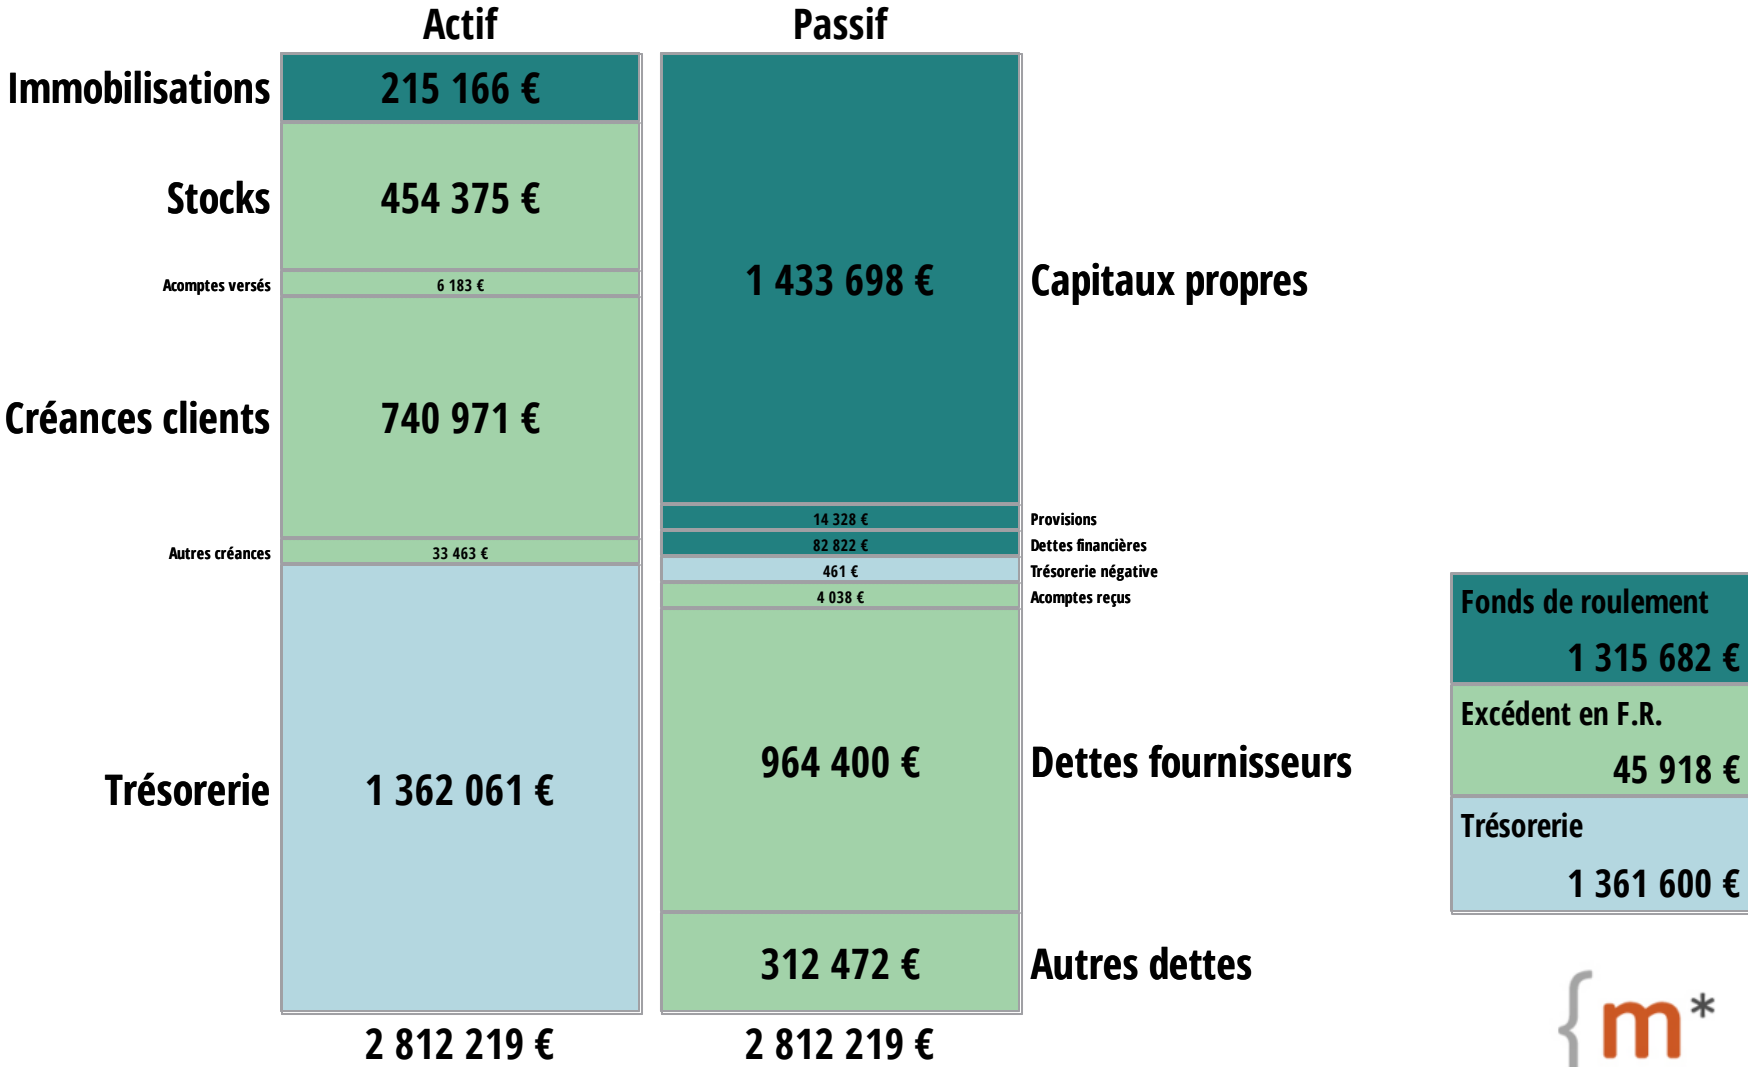 Actif
Passif
Immobilisations
215 166 €
Stocks
454 375 €
Acomptes versés
6 183 €
Créances clients
740 971 €
Autres créances
33 463 €
Trésorerie
1 362 061 €
2 812 219 €
1 433 698 €
Capitaux propres
14 328 €
Provisions
82 822 €
Dettes financières
461 €
Trésorerie négative
4 038 €
Acomptes reçus
964 400 €
Dettes fournisseurs
312 472 €
Autres dettes
2 812 219 €
Fonds de roulement
1 315 682 €
Excédent en F.R.
45 918 €
Trésorerie
1 361 600 €
{m*